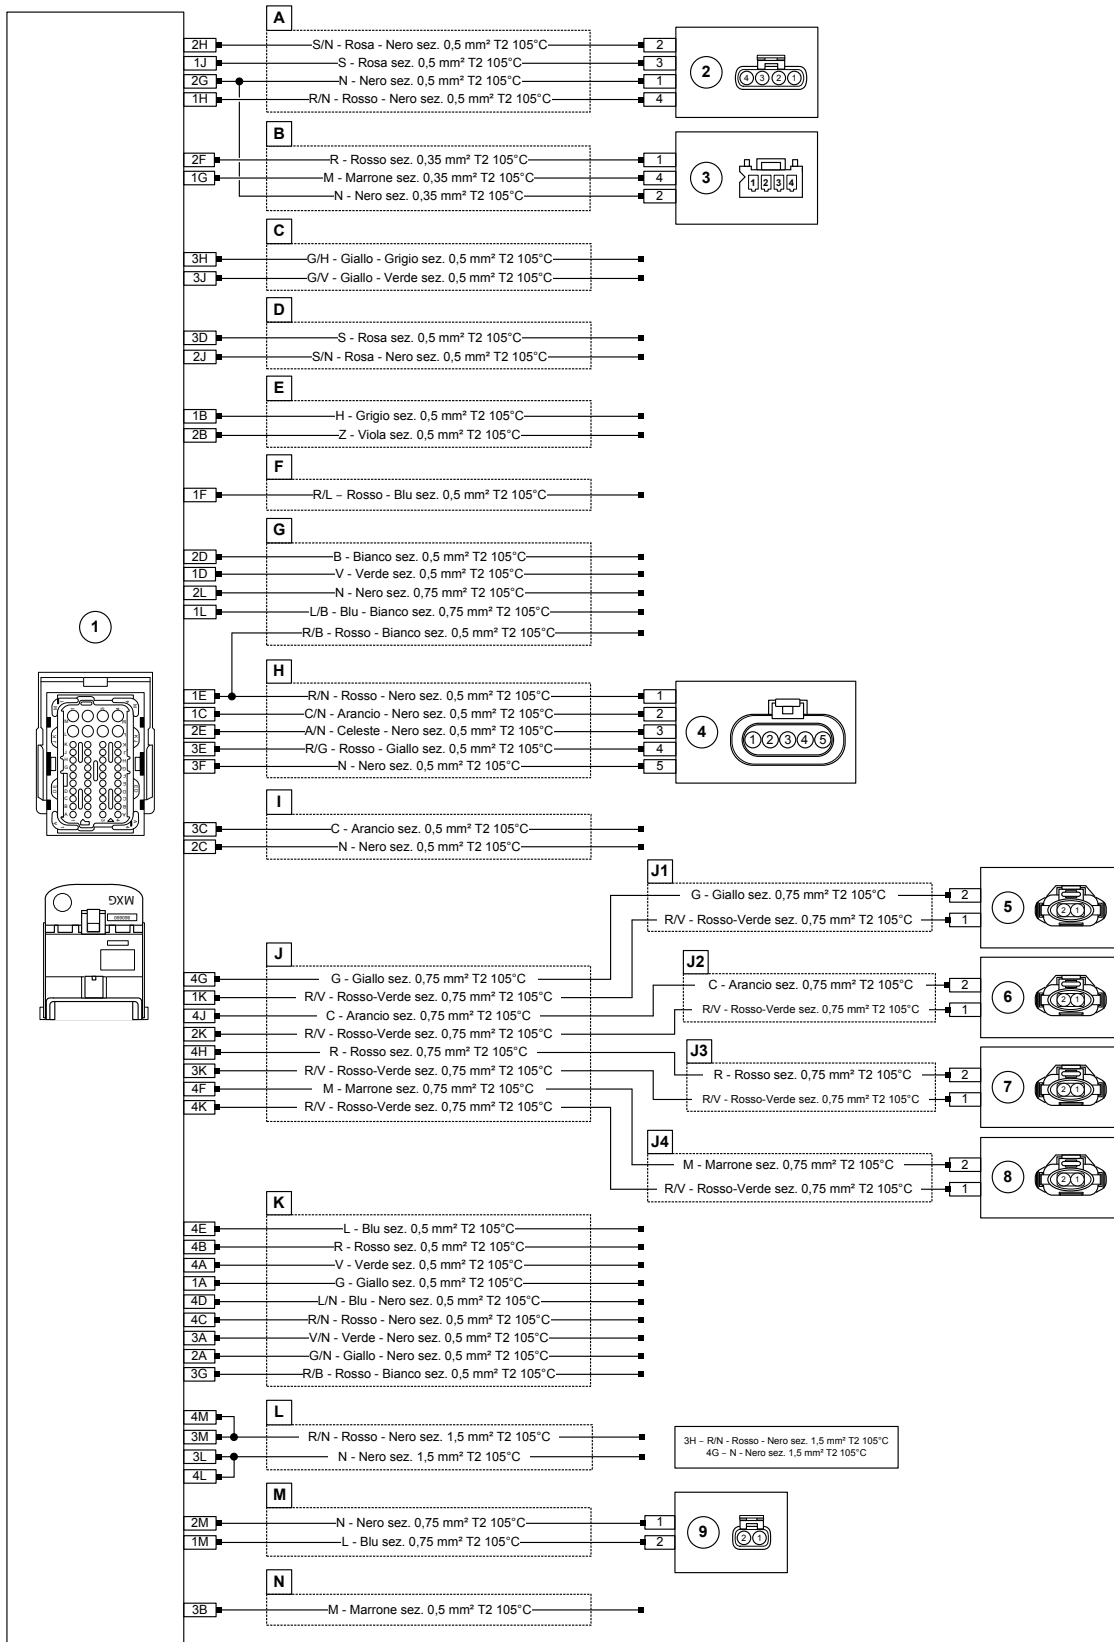 A
2H S/N - Rosa - Nero sez. 0,5 mm² T2 105°C 2
1J S - Rosa sez. 0,5 mm² T2 105°C 3
2G N - Nero sez. 0,5 mm² T2 105°C 1
1H R/N - Rosso - Nero sez. 0,5 mm² T2 105°C 4
2
4 3 2 1
B
2F R - Rosso sez. 0,35 mm² T2 105°C 1
1G M - Marrone sez. 0,35 mm² T2 105°C 4
N - Nero sez. 0,35 mm² T2 105°C 2
3
1 2 3 4
C
3H G/H - Giallo - Grigio sez. 0,5 mm² T2 105°C
3J G/V - Giallo - Verde sez. 0,5 mm² T2 105°C
D
3D S - Rosa sez. 0,5 mm² T2 105°C
2J S/N - Rosa - Nero sez. 0,5 mm² T2 105°C
E
1B H - Grigio sez. 0,5 mm² T2 105°C
2B Z - Viola sez. 0,5 mm² T2 105°C
F
1F R/L – Rosso - Blu sez. 0,5 mm² T2 105°C
G
2D B - Bianco sez. 0,5 mm² T2 105°C
1D V - Verde sez. 0,5 mm² T2 105°C
2L N - Nero sez. 0,75 mm² T2 105°C
1L L/B - Blu - Bianco sez. 0,75 mm² T2 105°C
R/B - Rosso - Bianco sez. 0,5 mm² T2 105°C
1
H
1E R/N - Rosso - Nero sez. 0,5 mm² T2 105°C 1
1C C/N - Arancio - Nero sez. 0,5 mm² T2 105°C 2
2E A/N - Celeste - Nero sez. 0,5 mm² T2 105°C 3
3E R/G - Rosso - Giallo sez. 0,5 mm² T2 105°C 4
3F N - Nero sez. 0,5 mm² T2 105°C 5
4
1 2 3 4 5
I
3C C - Arancio sez. 0,5 mm² T2 105°C
2C N - Nero sez. 0,5 mm² T2 105°C
MXG
J1
G - Giallo sez. 0,75 mm² T2 105°C 2
R/V - Rosso-Verde sez. 0,75 mm² T2 105°C 1
5
2 1
J
4G G - Giallo sez. 0,75 mm² T2 105°C
1K R/V - Rosso-Verde sez. 0,75 mm² T2 105°C
4J C - Arancio sez. 0,75 mm² T2 105°C
2K R/V - Rosso-Verde sez. 0,75 mm² T2 105°C
4H R - Rosso sez. 0,75 mm² T2 105°C
3K R/V - Rosso-Verde sez. 0,75 mm² T2 105°C
4F M - Marrone sez. 0,75 mm² T2 105°C
4K R/V - Rosso-Verde sez. 0,75 mm² T2 105°C
J2
C - Arancio sez. 0,75 mm² T2 105°C 2
R/V - Rosso-Verde sez. 0,75 mm² T2 105°C 1
6
2 1
J3
R - Rosso sez. 0,75 mm² T2 105°C 2
R/V - Rosso-Verde sez. 0,75 mm² T2 105°C 1
7
2 1
J4
M - Marrone sez. 0,75 mm² T2 105°C 2
R/V - Rosso-Verde sez. 0,75 mm² T2 105°C 1
8
2 1
K
4E L - Blu sez. 0,5 mm² T2 105°C
4B R - Rosso sez. 0,5 mm² T2 105°C
4A V - Verde sez. 0,5 mm² T2 105°C
1A G - Giallo sez. 0,5 mm² T2 105°C
4D L/N - Blu - Nero sez. 0,5 mm² T2 105°C
4C R/N - Rosso - Nero sez. 0,5 mm² T2 105°C
3A V/N - Verde - Nero sez. 0,5 mm² T2 105°C
2A G/N - Giallo - Nero sez. 0,5 mm² T2 105°C
3G R/B - Rosso - Bianco sez. 0,5 mm² T2 105°C
L
4M
3M R/N - Rosso - Nero sez. 1,5 mm² T2 105°C
3L N - Nero sez. 1,5 mm² T2 105°C
4L
3H – R/N - Rosso - Nero sez. 1,5 mm² T2 105°C
4G – N - Nero sez. 1,5 mm² T2 105°C
M
2M N - Nero sez. 0,75 mm² T2 105°C 1
1M L - Blu sez. 0,75 mm² T2 105°C 2
9
2 1
N
3B M - Marrone sez. 0,5 mm² T2 105°C